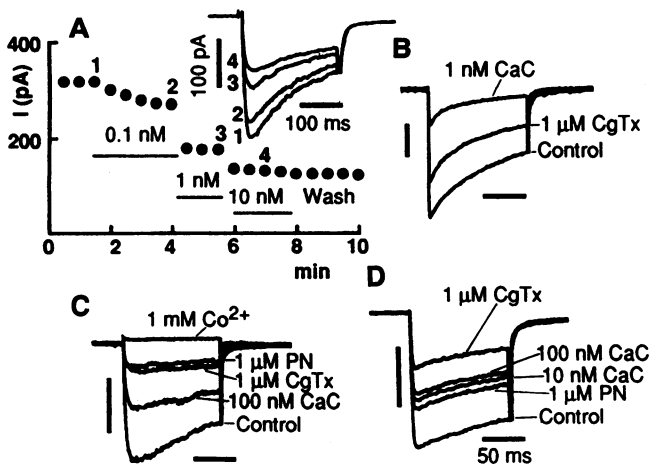 A
400
I (pA)
200
1
2
3
4
0.1 nM
1 nM
10 nM
Wash
0 2 4 6 8 10
min
100 pA
4
3
2
1
100 ms
B
1 nM CaC
1 µM CgTx
Control
C
1 mM Co2+
1 µM PN
1 µM CgTx
100 nM CaC
Control
D
1 µM CgTx
100 nM CaC
10 nM CaC
1 µM PN
Control
50 ms